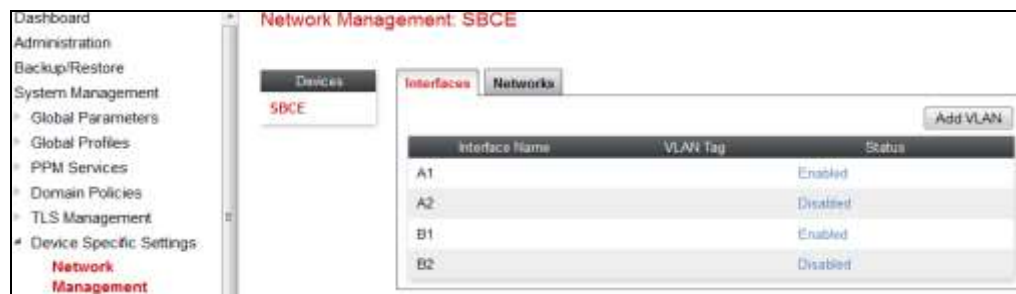 Dashboard
Administration
Backup/Restore
System Management
Global Parameters
Global Profiles
PPM Services
Domain Policies
TLS Management
Device Specific Settings
Network
Management
Network Management: SBCE
Devices
SBCE
Interfaces Networks
Add VLAN
Interface Name VLAN Tag Status
A1 Enabled
A2 Disabled
B1 Enabled
B2 Disabled